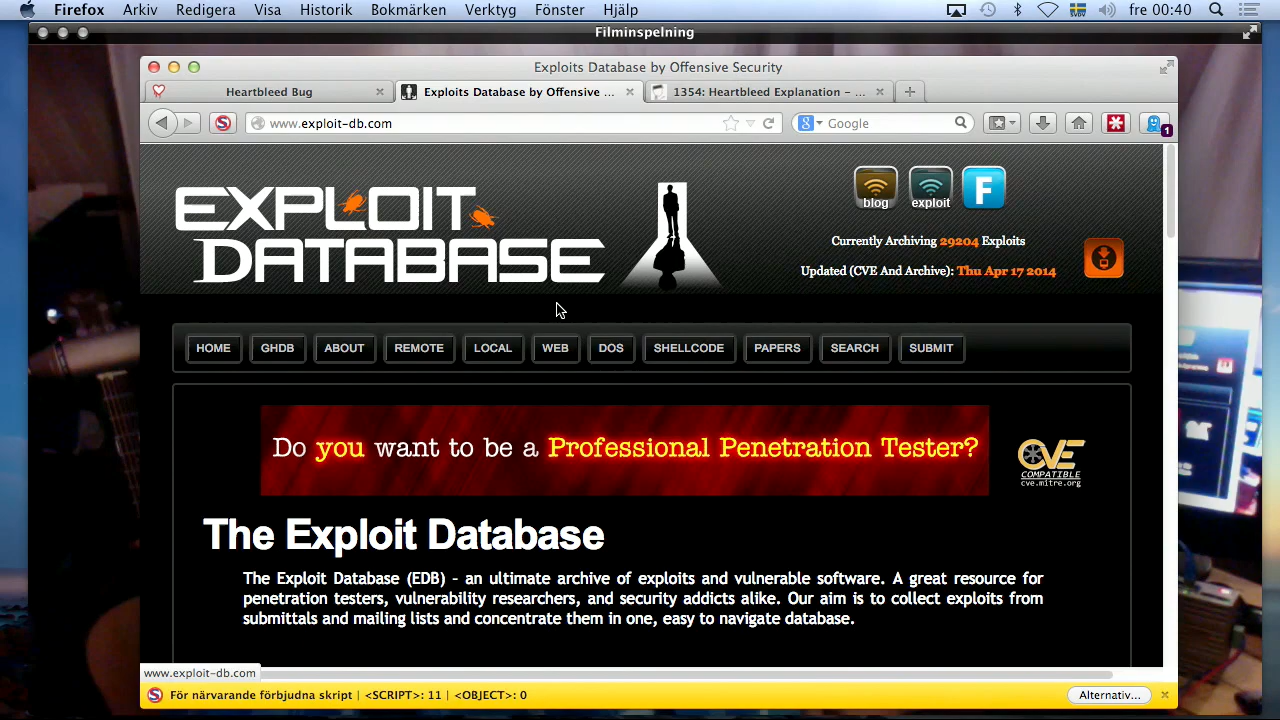 Firefox Arkiv Redigera Visa Historik Bokmärken Verktyg Fönster Hjälp fre 00:40
Filminspelning
Exploits Database by Offensive Security
Heartbleed Bug
Exploits Database by Offensive ...
1354: Heartbleed Explanation – ...
www.exploit-db.com
Google
1
EXPLOIT
DATABASE
blog
exploit
F
Currently Archiving 29204 Exploits
Updated (CVE And Archive): Thu Apr 17 2014
HOME GHDB ABOUT REMOTE LOCAL WEB DOS SHELLCODE PAPERS SEARCH SUBMIT
Do you want to be a Professional Penetration Tester?
CVE
COMPATIBLE
cve.mitre.org
The Exploit Database
The Exploit Database (EDB) – an ultimate archive of exploits and vulnerable software. A great resource for
penetration testers, vulnerability researchers, and security addicts alike. Our aim is to collect exploits from
submittals and mailing lists and concentrate them in one, easy to navigate database.
www.exploit-db.com
För närvarande förbjudna skript | <SCRIPT>: 11 | <OBJECT>: 0
Alternativ...